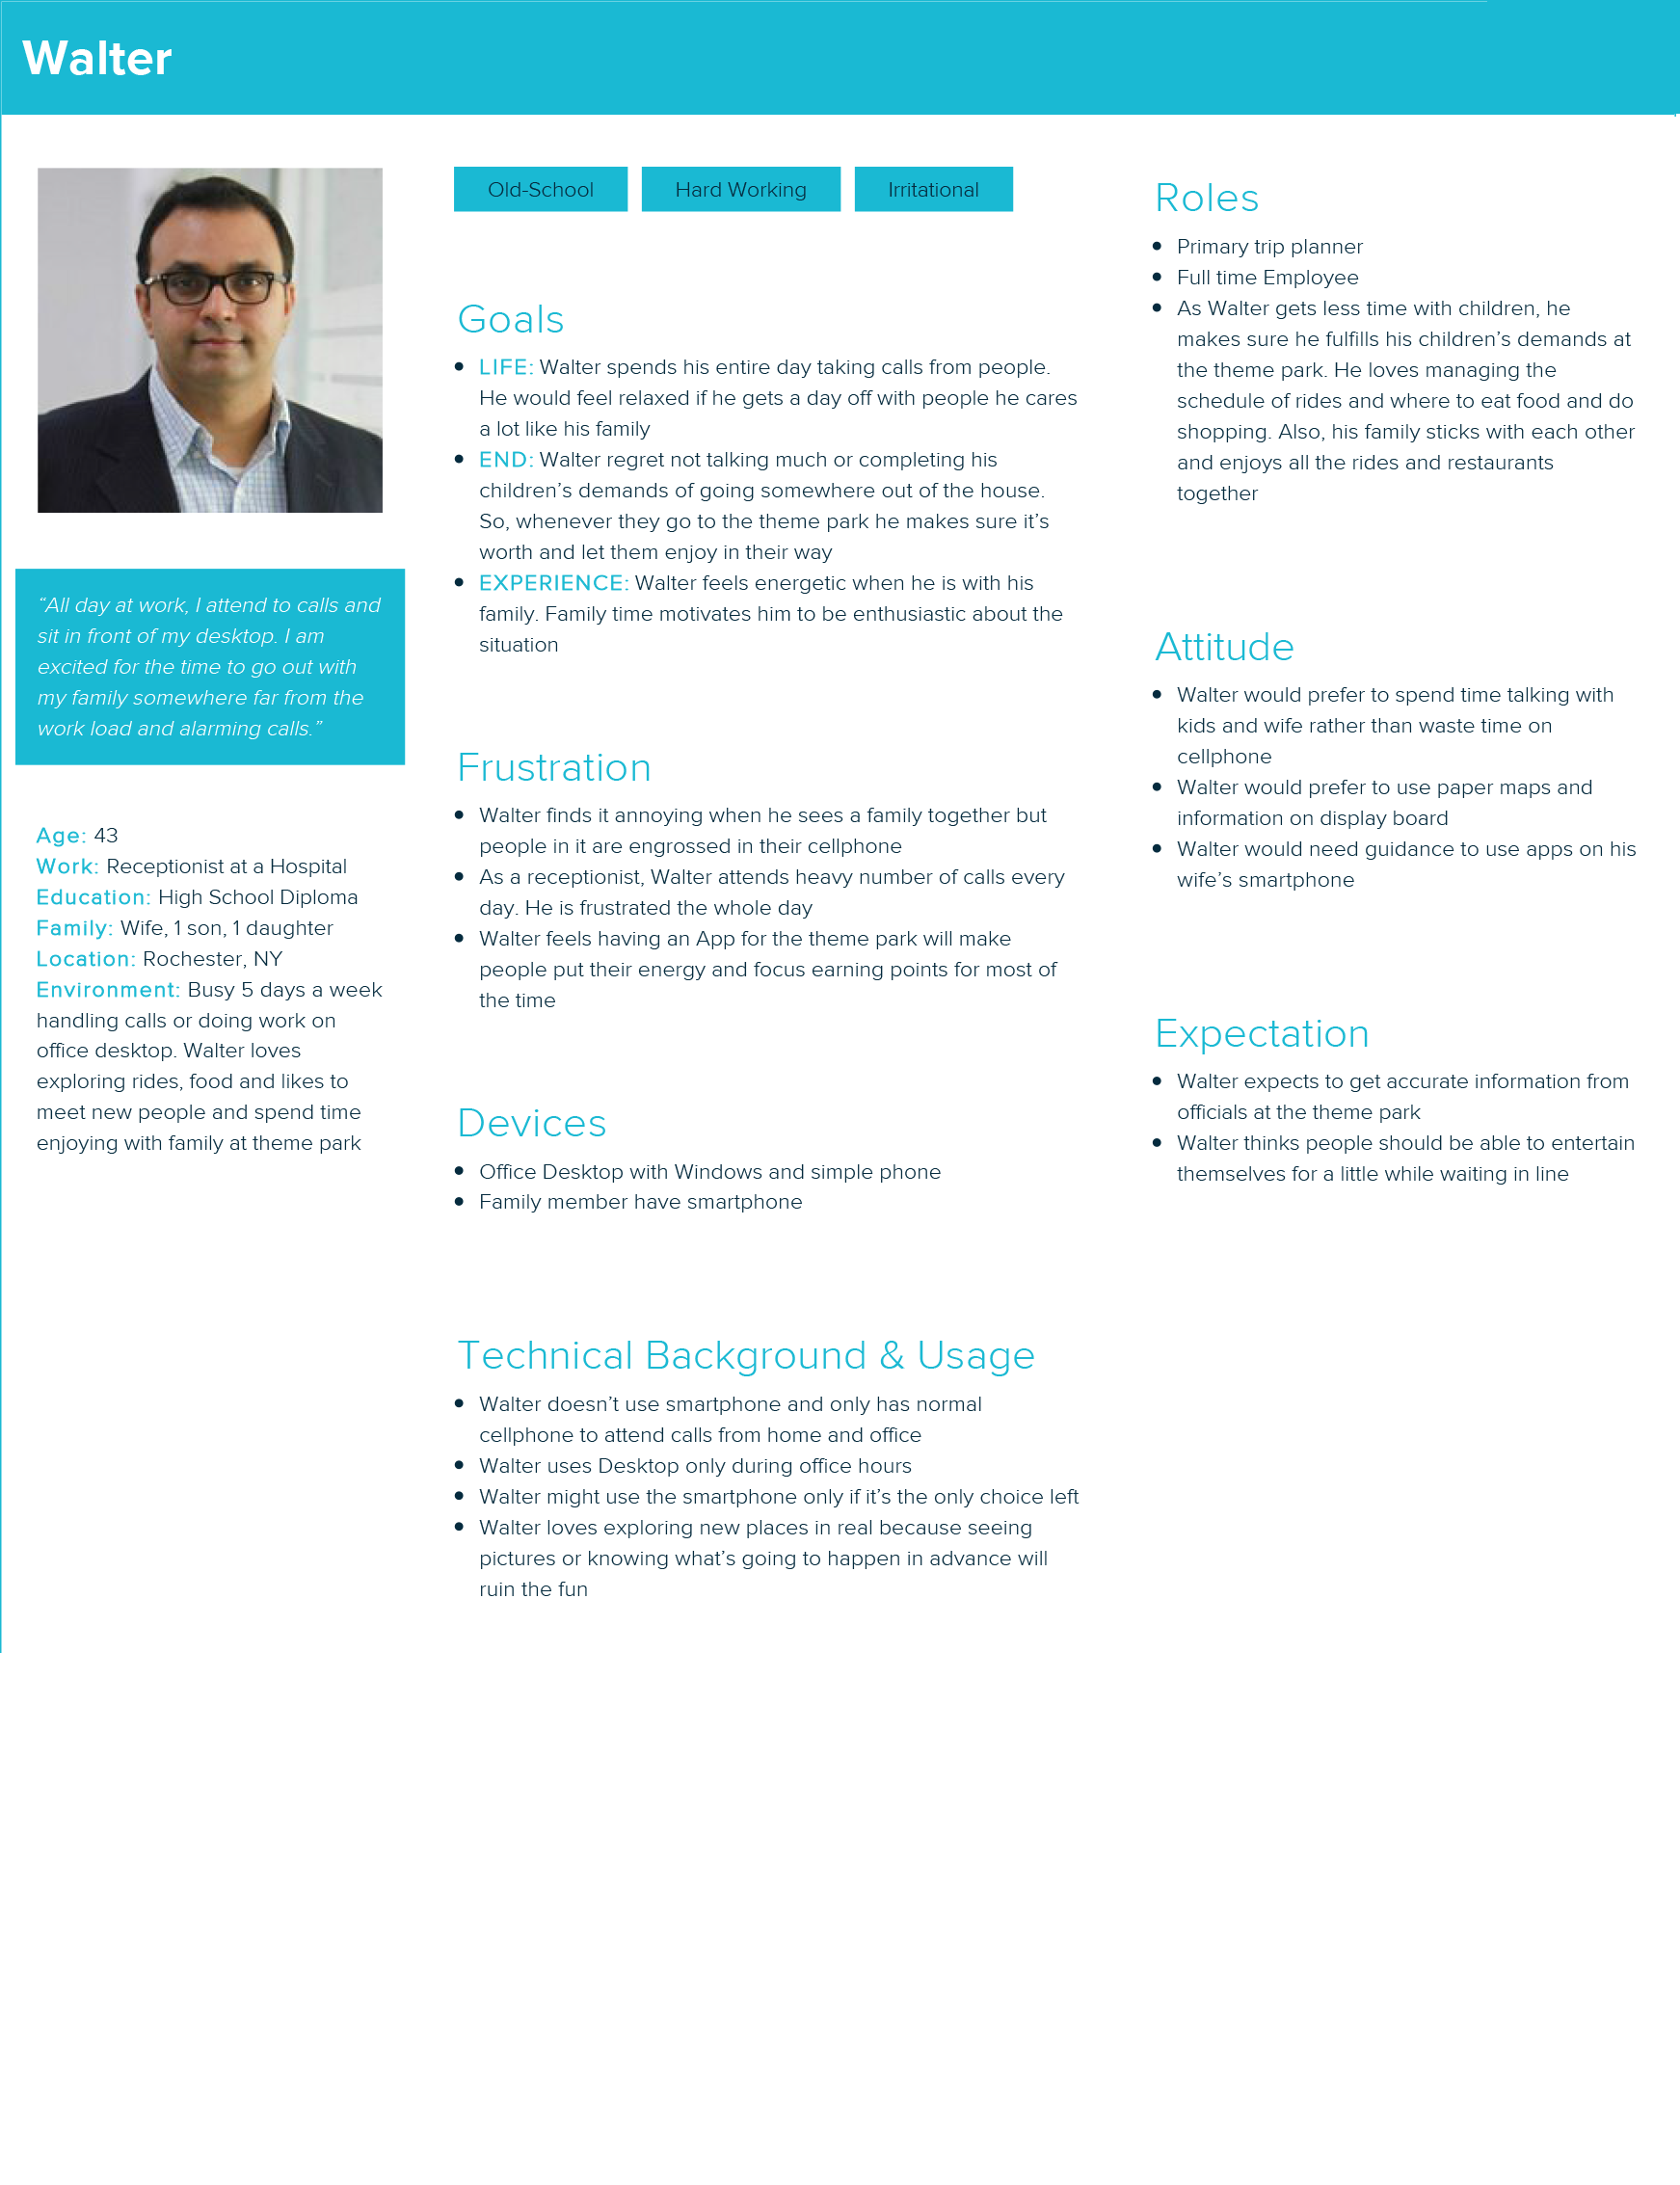 Walter
“All day at work, I attend to calls and
sit in front of my desktop. I am
excited for the time to go out with
my family somewhere far from the
work load and alarming calls.”
Age: 43
Work: Receptionist at a Hospital
Education: High School Diploma
Family: Wife, 1 son, 1 daughter
Location: Rochester, NY
Environment: Busy 5 days a week
handling calls or doing work on
office desktop. Walter loves
exploring rides, food and likes to
meet new people and spend time
enjoying with family at theme park
Old-School
Hard Working
Irritational
Goals
• LIFE: Walter spends his entire day taking calls from people.
He would feel relaxed if he gets a day off with people he cares
a lot like his family
• END: Walter regret not talking much or completing his
children’s demands of going somewhere out of the house.
So, whenever they go to the theme park he makes sure it’s
worth and let them enjoy in their way
• EXPERIENCE: Walter feels energetic when he is with his
family. Family time motivates him to be enthusiastic about the
situation
Frustration
• Walter finds it annoying when he sees a family together but
people in it are engrossed in their cellphone
• As a receptionist, Walter attends heavy number of calls every
day. He is frustrated the whole day
• Walter feels having an App for the theme park will make
people put their energy and focus earning points for most of
the time
Devices
• Office Desktop with Windows and simple phone
• Family member have smartphone
Technical Background & Usage
• Walter doesn’t use smartphone and only has normal
cellphone to attend calls from home and office
• Walter uses Desktop only during office hours
• Walter might use the smartphone only if it’s the only choice left
• Walter loves exploring new places in real because seeing
pictures or knowing what’s going to happen in advance will
ruin the fun
Roles
• Primary trip planner
• Full time Employee
• As Walter gets less time with children, he
makes sure he fulfills his children’s demands at
the theme park. He loves managing the
schedule of rides and where to eat food and do
shopping. Also, his family sticks with each other
and enjoys all the rides and restaurants
together
Attitude
• Walter would prefer to spend time talking with
kids and wife rather than waste time on
cellphone
• Walter would prefer to use paper maps and
information on display board
• Walter would need guidance to use apps on his
wife’s smartphone
Expectation
• Walter expects to get accurate information from
officials at the theme park
• Walter thinks people should be able to entertain
themselves for a little while waiting in line